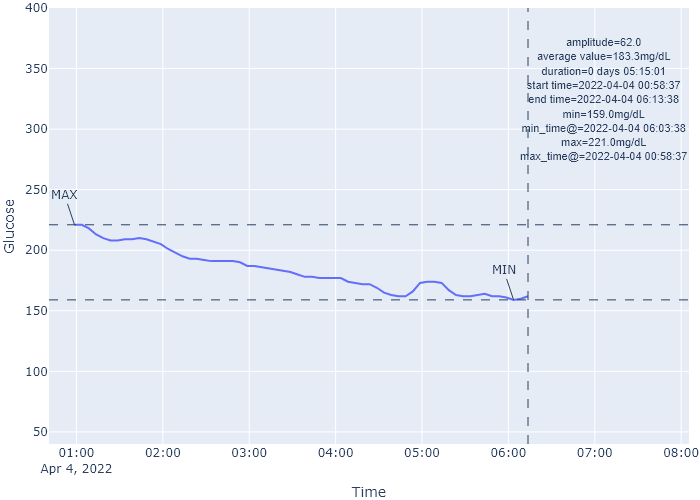 400
350
300
250
200
150
100
50
Glucose
MAX
MIN
amplitude=62.0
average value=183.3mg/dL
duration=0 days 05:15:01
start time=2022-04-04 00:58:37
end time=2022-04-04 06:13:38
min=159.0mg/dL
min_time@=2022-04-04 06:03:38
max=221.0mg/dL
max_time@=2022-04-04 00:58:37
01:00 02:00 03:00 04:00 05:00 06:00 07:00 08:00
Apr 4, 2022
Time